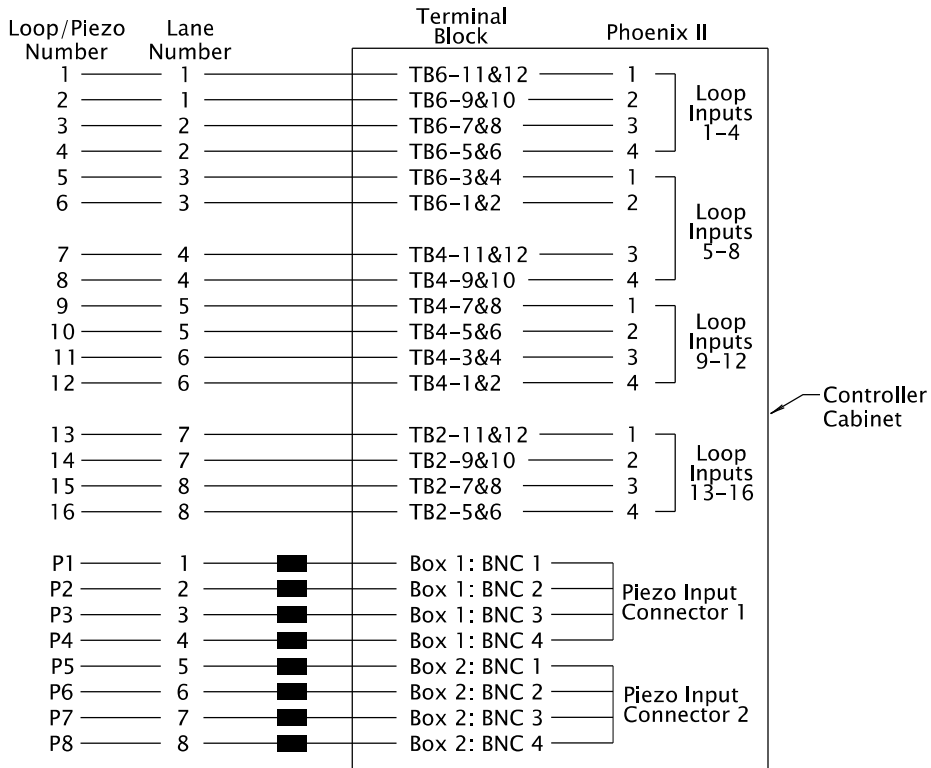 Loop/Piezo Number Lane Number Terminal Block Phoenix II
1 1 TB6-11&12 1
2 1 TB6-9&10 2
3 2 TB6-7&8 3
4 2 TB6-5&6 4
Loop Inputs 1-4
5 3 TB6-3&4 1
6 3 TB6-1&2 2
7 4 TB4-11&12 3
8 4 TB4-9&10 4
Loop Inputs 5-8
9 5 TB4-7&8 1
10 5 TB4-5&6 2
11 6 TB4-3&4 3
12 6 TB4-1&2 4
Loop Inputs 9-12
Controller Cabinet
13 7 TB2-11&12 1
14 7 TB2-9&10 2
15 8 TB2-7&8 3
16 8 TB2-5&6 4
Loop Inputs 13-16
P1 1 Box 1: BNC 1
P2 2 Box 1: BNC 2
P3 3 Box 1: BNC 3
P4 4 Box 1: BNC 4
Piezo Input Connector 1
P5 5 Box 2: BNC 1
P6 6 Box 2: BNC 2
P7 7 Box 2: BNC 3
P8 8 Box 2: BNC 4
Piezo Input Connector 2